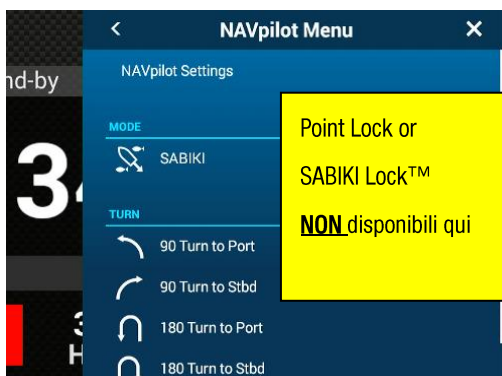 NAVpilot Menu
NAVpilot Settings
nd-by
MODE
SABIKI
TURN
90 Turn to Port
90 Turn to Stbd
180 Turn to Port
180 Turn to Stbd
Point Lock or
SABIKI Lock™
NON disponibili qui